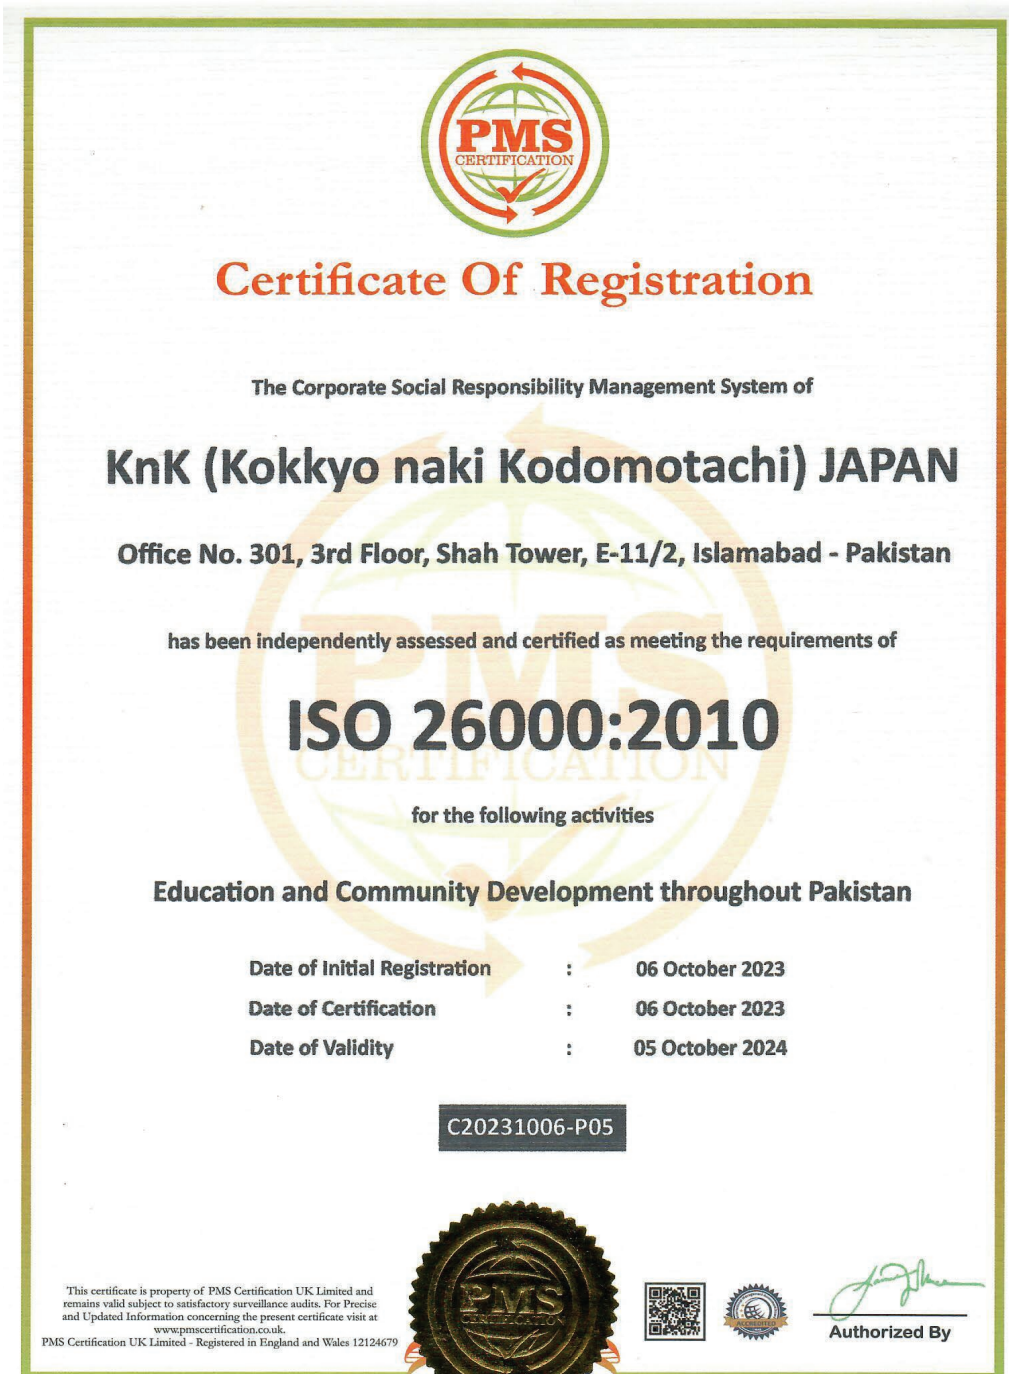 PMS
CERTIFICATION
Certificate Of Registration
The Corporate Social Responsibility Management System of
KnK (Kokkyo naki Kodomotachi) JAPAN
Office No. 301, 3rd Floor, Shah Tower, E-11/2, Islamabad - Pakistan
has been independently assessed and certified as meeting the requirements of
ISO 26000:2010
for the following activities
Education and Community Development throughout Pakistan
Date of Initial Registration : 06 October 2023
Date of Certification : 06 October 2023
Date of Validity : 05 October 2024
C20231006-P05
This certificate is property of PMS Certification UK Limited and
remains valid subject to satisfactory surveillance audits. For Precise
and Updated Information concerning the present certificate visit at
www.pmscertification.co.uk.
PMS Certification UK Limited - Registered in England and Wales 12124679
PMS
CERTIFICATION
ACCREDITED
Authorized By
PMS
CERTIFICATION